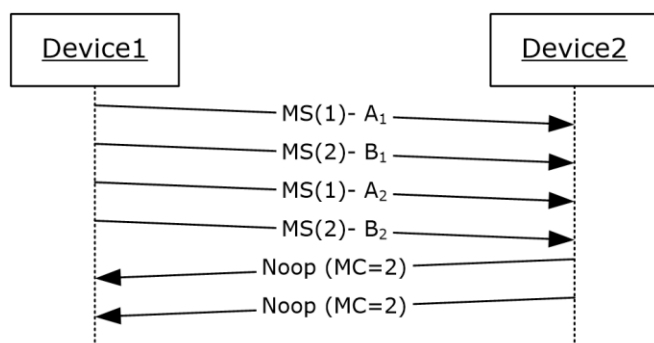 Device1
Device2
MS(1)- A₁
MS(2)- B₁
MS(1)- A₂
MS(2)- B₂
Noop (MC=2)
Noop (MC=2)